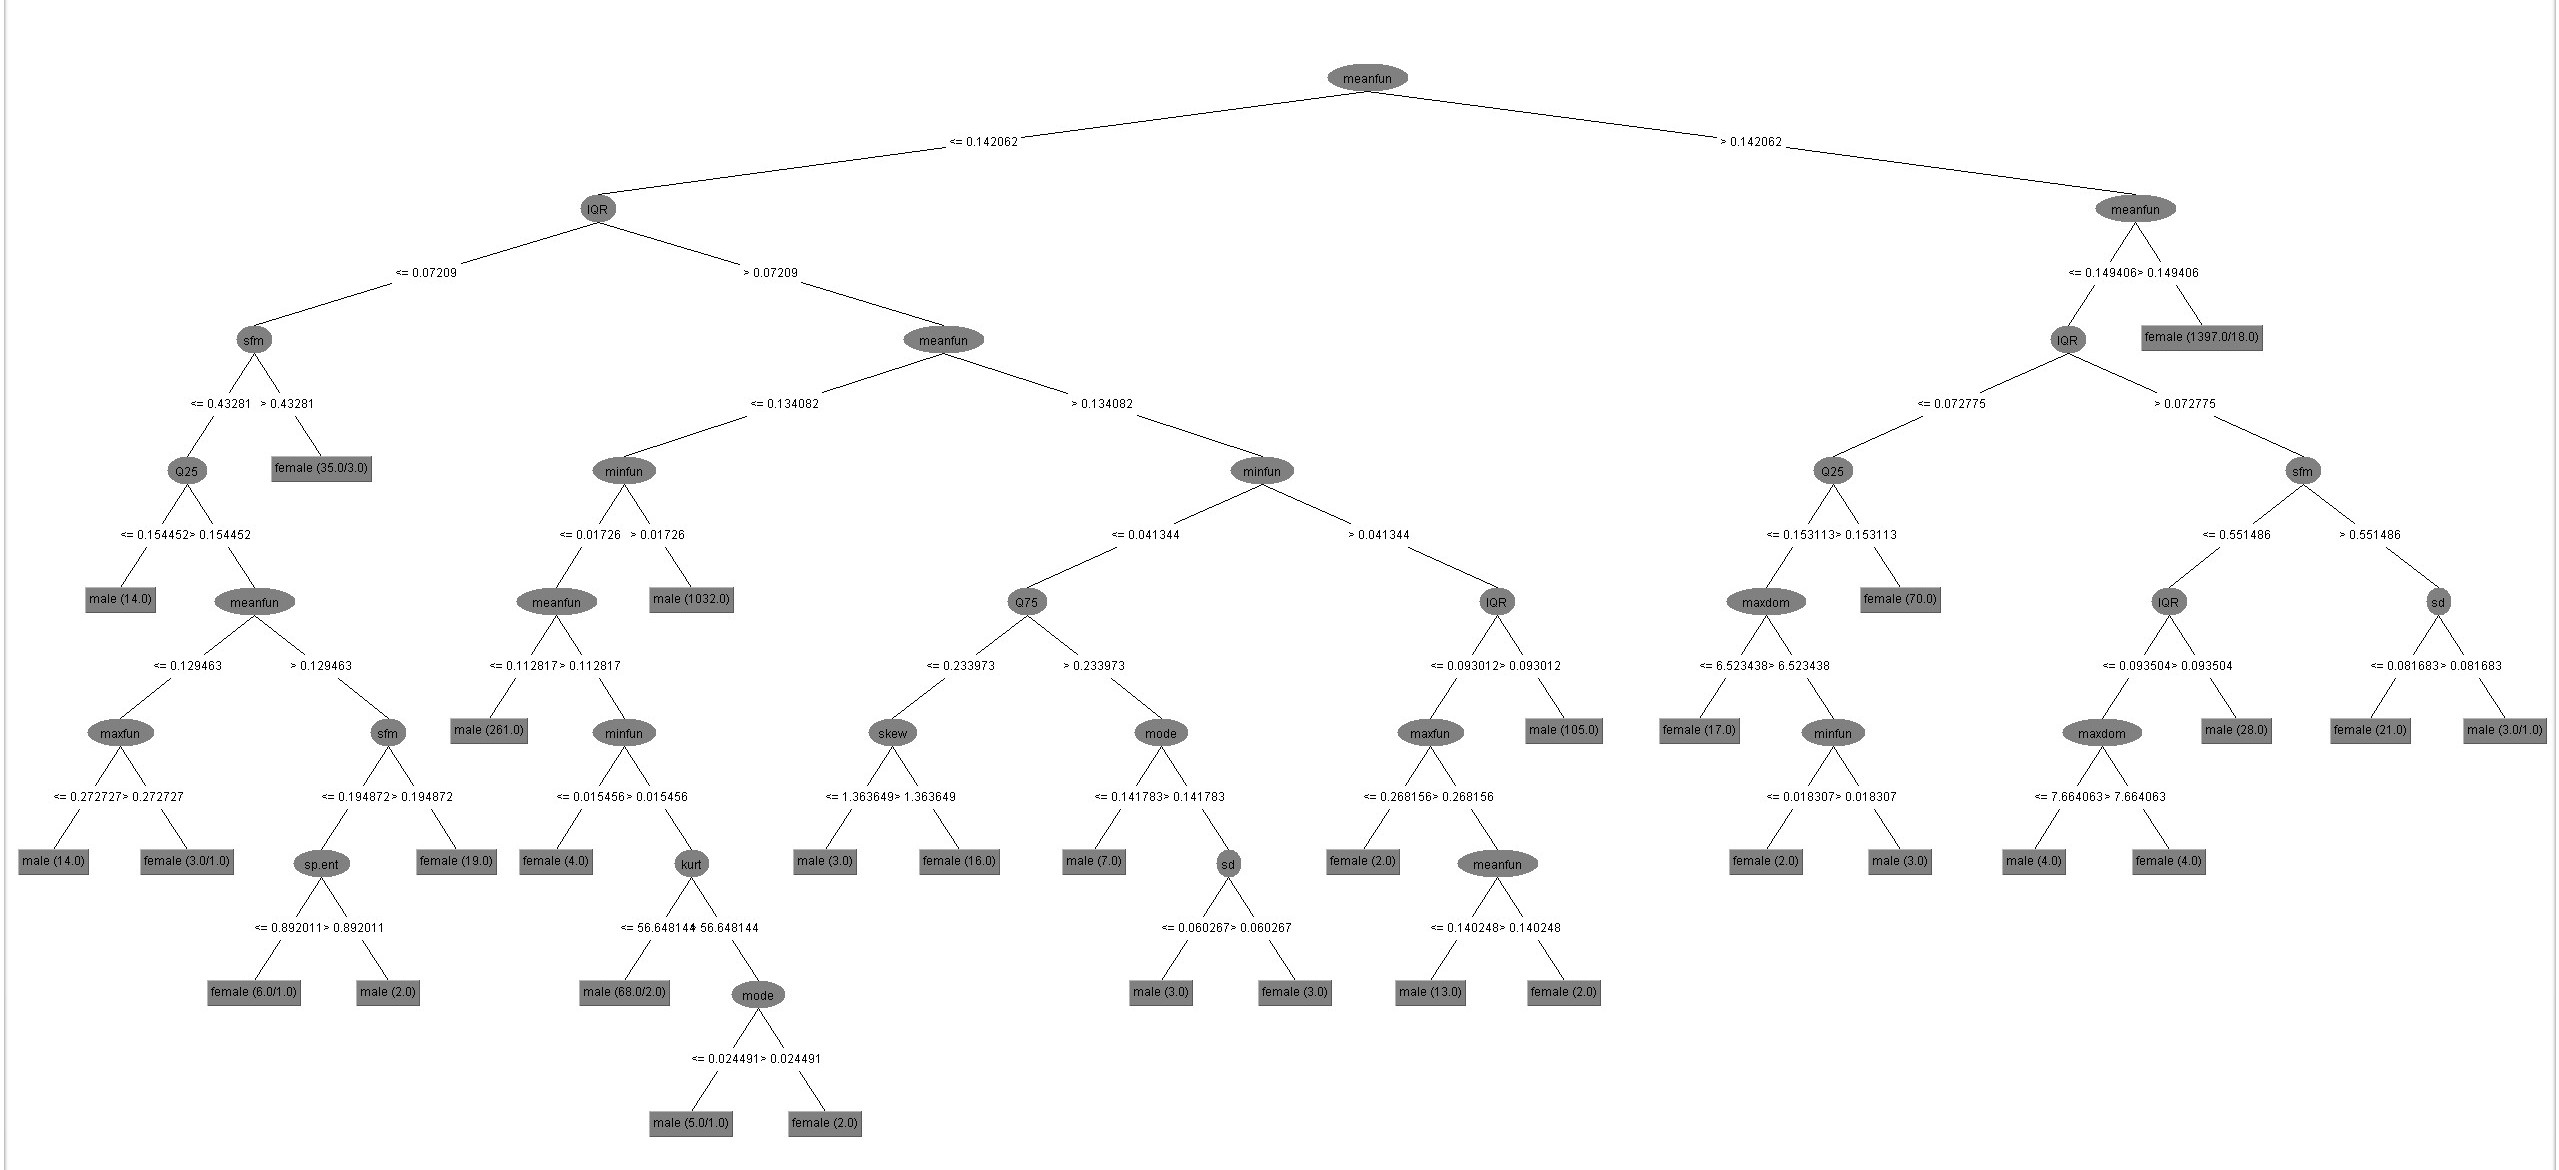 meanfun
<= 0.142062 > 0.142062
IQR meanfun
<= 0.07209 > 0.07209 <= 0.149406 > 0.149406
sfm meanfun IQR female (1397.0/18.0)
<= 0.43281 > 0.43281 <= 0.134082 > 0.134082 <= 0.072775 > 0.072775
Q25 female (35.0/3.0) minfun minfun Q25 sfm
<= 0.154452 > 0.154452 <= 0.01726 > 0.01726 <= 0.041344 > 0.041344 <= 0.153113 > 0.153113 <= 0.551486 > 0.551486
male (14.0) meanfun meanfun male (1032.0) Q75 IQR maxdom female (70.0) IQR sd
<= 0.129463 > 0.129463 <= 0.112817 > 0.112817 <= 0.233973 > 0.233973 <= 0.093012 > 0.093012 <= 6.523438 > 6.523438 <= 0.093504 > 0.093504 <= 0.081683 > 0.081683
maxfun sfm male (261.0) minfun skew mode maxfun male (105.0) female (17.0) minfun maxdom male (28.0) female (21.0) male (3.0/1.0)
<= 0.272727 > 0.272727 <= 0.194872 > 0.194872 <= 0.015456 > 0.015456 <= 1.363649 > 1.363649 <= 0.141783 > 0.141783 <= 0.268156 > 0.268156 <= 0.018307 > 0.018307 <= 7.664063 > 7.664063
male (14.0) female (3.0/1.0) sp.ent female (19.0) female (4.0) kurt male (3.0) female (16.0) male (7.0) sd female (2.0) meanfun female (2.0) male (3.0) male (4.0) female (4.0)
<= 0.892011 > 0.892011 <= 56.648144 > 56.648144 <= 0.060267 > 0.060267 <= 0.140248 > 0.140248
female (6.0/1.0) male (2.0) male (68.0/2.0) mode male (3.0) female (3.0) male (13.0) female (2.0)
<= 0.024491 > 0.024491
male (5.0/1.0) female (2.0)